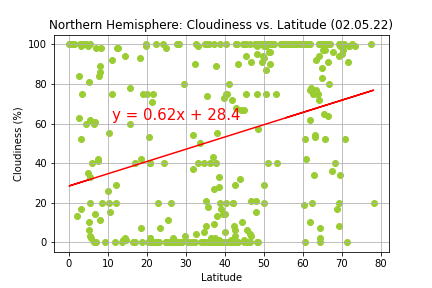 Northern Hemisphere: Cloudiness vs. Latitude (02.05.22)
100
80
60
40
20
0
Cloudiness (%)
y = 0.62x + 28.4
0 10 20 30 40 50 60 70 80
Latitude